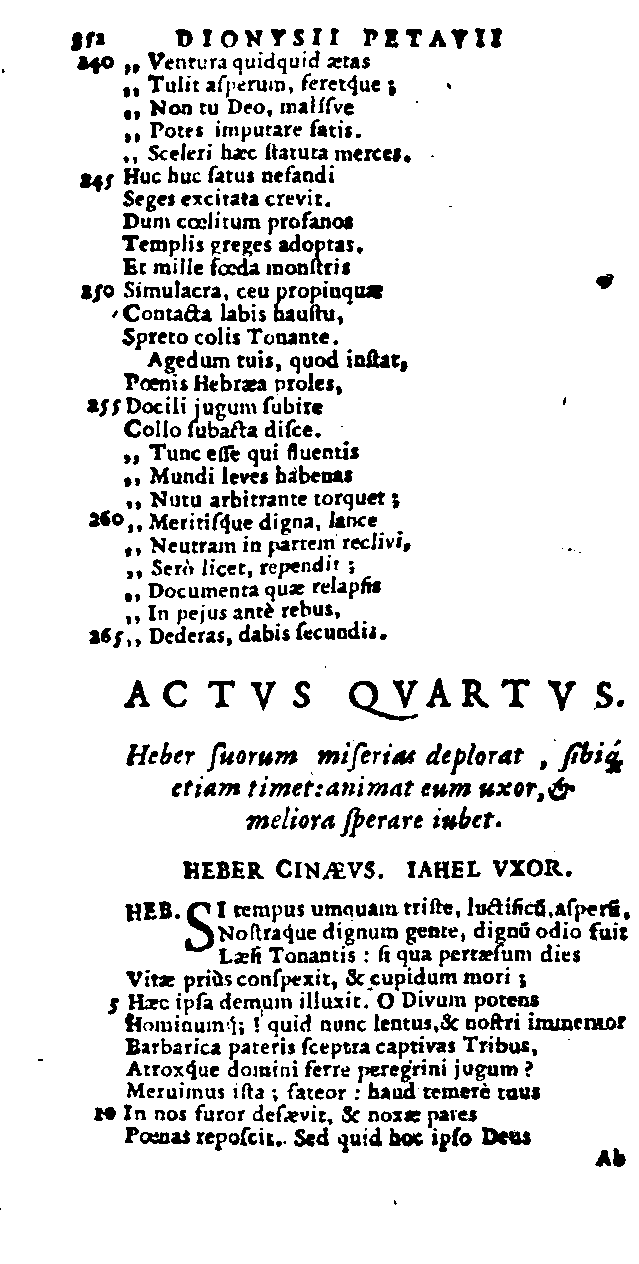 352 DIONYSII PETAVII
240 ,, Ventura quidquid ætas
,, Tulit aſperum, feretque ;
,, Non tu Deo, maliſve
,, Potes imputare fatis.
,, Sceleri hæc ſtatuta merces.
245 Huc huc ſatus nefandi
Seges excitata crevit.
Dum cœlitum profanos
Templis greges adoptas,
Et mille fœda monſtris
250 Simulacra, ceu propinquæ
Contacta labis hauſtu,
Spreto colis Tonante.
Agedum tuis, quod inſtat,
Pœnis Hebræa proles,
255 Docili jugum ſubire
Collo ſubacta diſce.
,, Tunc eſſe qui fluentis
,, Mundi leves habenas
,, Nutu arbitrante torquet ;
260 ,, Meritiſque digna, lance
,, Neutram in partem reclivi,
,, Serò licet, rependit ;
,, Documenta quæ relapſis
,, In pejus antè rebus,
265 ,, Dederas, dabis ſecundis.
ACTVS QVARTVS.
Heber ſuorum miſerias deplorat , ſibiq́;
etiam timet: animat eum uxor, &
meliora ſperare iubet.
HEBER CINÆVS. IAHEL VXOR.
HEB. SI tempus umquam triſte, luctificū, aſperū,
Noſtraque dignum gente, dignū odio fuit
Læſi Tonantis : ſi qua pertæſum dies
Vitæ priùs conſpexit, & cupidum mori ;
5 Hæc ipſa demum illuxit. O Divum potens
Hominumq́; ! quid nunc lentus, & noſtri immemor
Barbarica pateris ſceptra captivas Tribus,
Atroxque domini ferre peregrini jugum ?
Meruimus iſta ; fateor : haud temerè tuus
10 In nos furor deſævit, & noxæ pares
Pœnas repoſcit. Sed quid hoc ipſo Deus
Ab